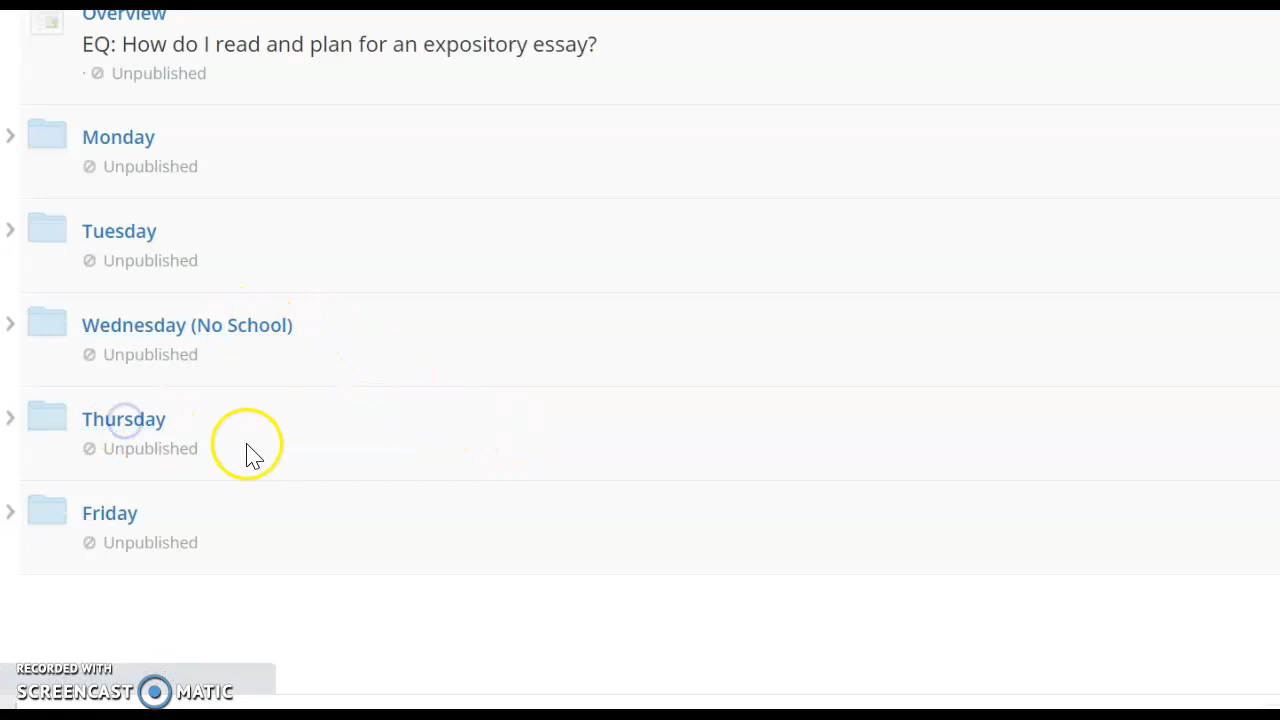 Overview
EQ: How do I read and plan for an expository essay?
· Unpublished
Monday
Unpublished
Tuesday
Unpublished
Wednesday (No School)
Unpublished
Thursday
Unpublished
Friday
Unpublished
RECORDED WITH
SCREENCAST MATIC